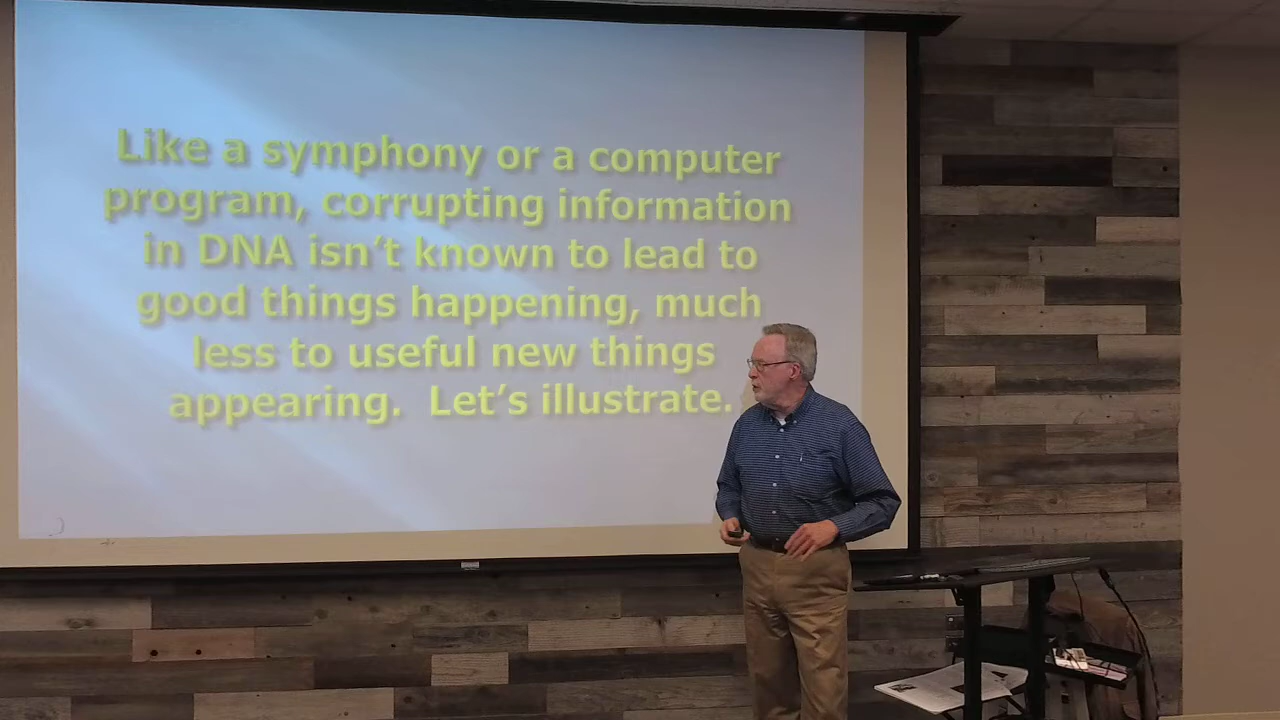 Like a symphony or a computer
program, corrupting information
in DNA isn’t known to lead to
good things happening, much
less to useful new things
appearing.  Let’s illustrate.